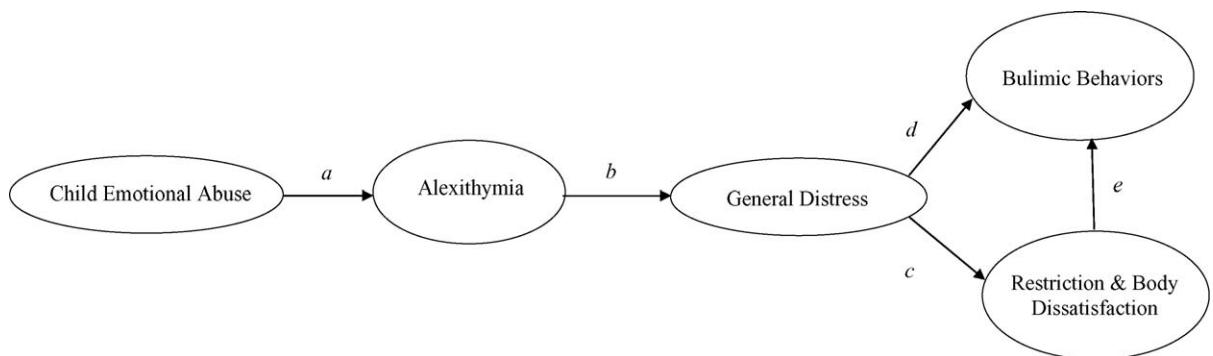 Bulimic Behaviors
d
a
b
Child Emotional Abuse
Alexithymia
General Distress
e
c
Restriction & Body
Dissatisfaction